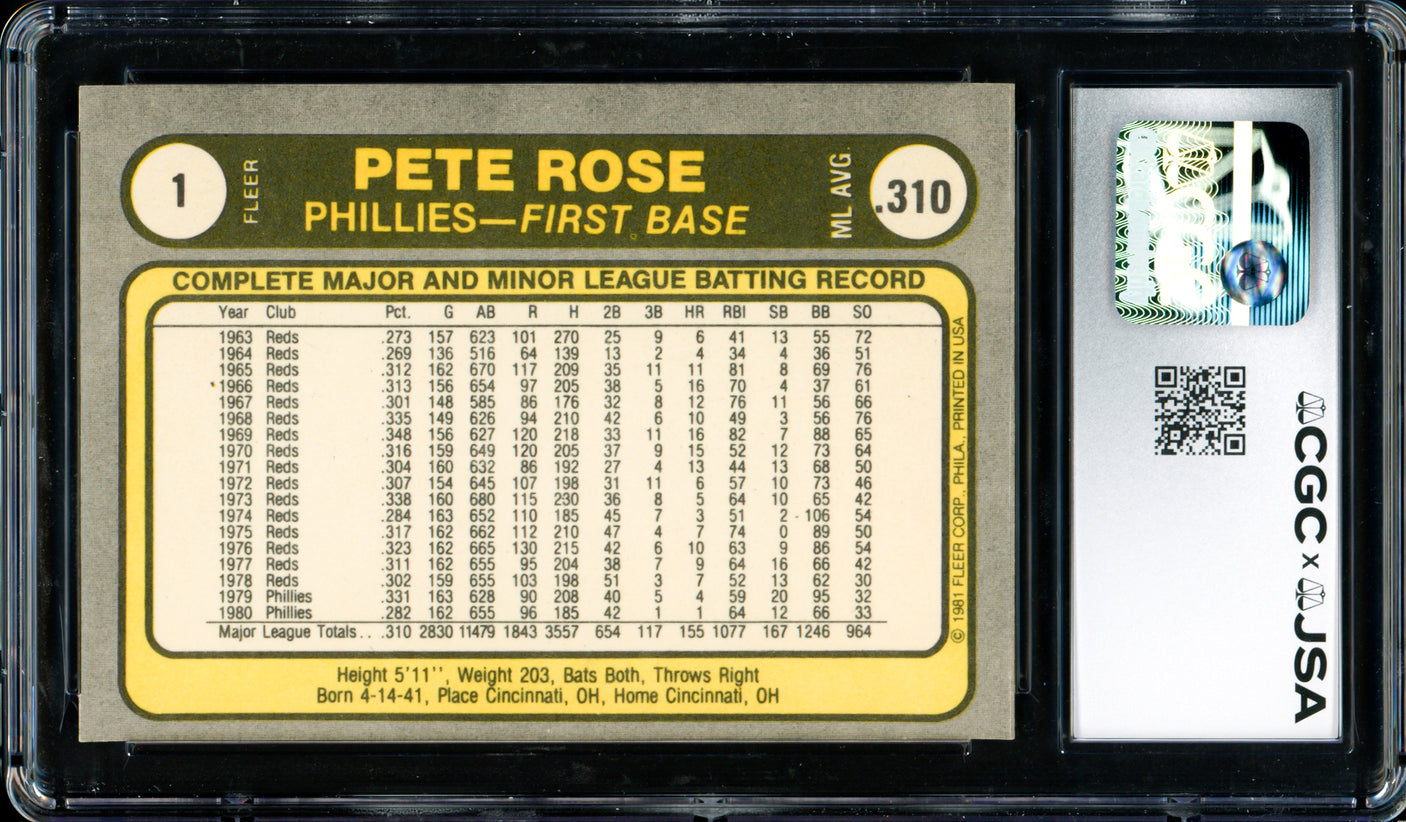 1
FLEER
PETE ROSE
PHILLIES—FIRST BASE
ML AVG.
.310
COMPLETE MAJOR AND MINOR LEAGUE BATTING RECORD
Year Club Pct. G AB R H 2B 3B HR RBI SB BB SO
1963 Reds .273 157 623 101 270 25 9 6 41 13 55 72
1964 Reds .269 136 516 64 139 13 2 4 34 4 36 51
1965 Reds .312 162 670 117 209 35 11 11 81 8 69 76
1966 Reds .313 156 654 97 205 38 5 16 70 4 37 61
1967 Reds .301 148 585 86 176 32 8 12 76 11 56 66
1968 Reds .335 149 626 94 210 42 6 10 49 3 56 76
1969 Reds .348 156 627 120 218 33 11 16 82 7 88 65
1970 Reds .316 159 649 120 205 37 9 15 52 12 73 64
1971 Reds .304 160 632 86 192 27 4 13 44 13 68 50
1972 Reds .307 154 645 107 198 31 11 6 57 10 73 46
1973 Reds .338 160 680 115 230 36 8 5 64 10 65 42
1974 Reds .284 163 652 110 185 45 7 3 51 2 106 54
1975 Reds .317 162 662 112 210 47 4 7 74 0 89 50
1976 Reds .323 162 665 130 215 42 6 10 63 9 86 54
1977 Reds .311 162 655 95 204 38 7 9 64 16 66 42
1978 Reds .302 159 655 103 198 51 3 7 52 13 62 30
1979 Phillies .331 163 628 90 208 40 5 4 59 20 95 32
1980 Phillies .282 162 655 96 185 42 1 1 64 12 66 33
Major League Totals... .310 2830 11479 1843 3557 654 117 155 1077 167 1246 964
© 1981 FLEER CORP., PHILA., PRINTED IN USA
Height 5'11'', Weight 203, Bats Both, Throws Right
Born 4-14-41, Place Cincinnati, OH, Home Cincinnati, OH
CGC x JSA